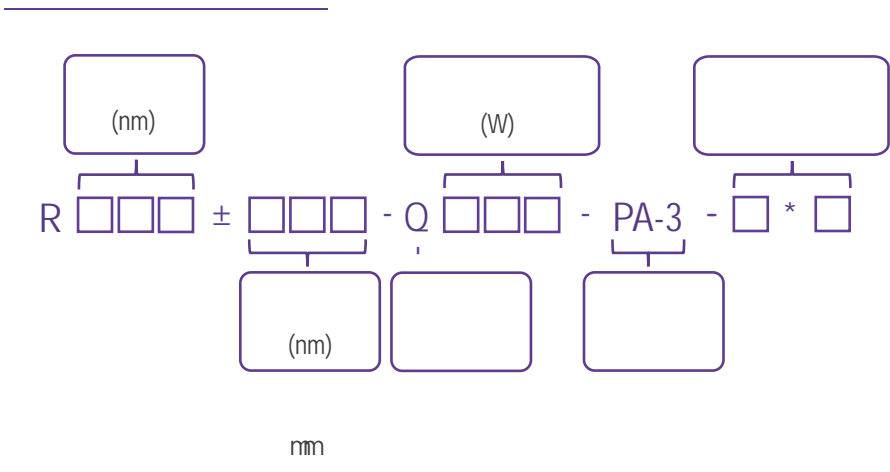 (nm) (W)
R □□□ ± □□□ - Q □□□ - PA-3 - □ * □
(nm)
mm